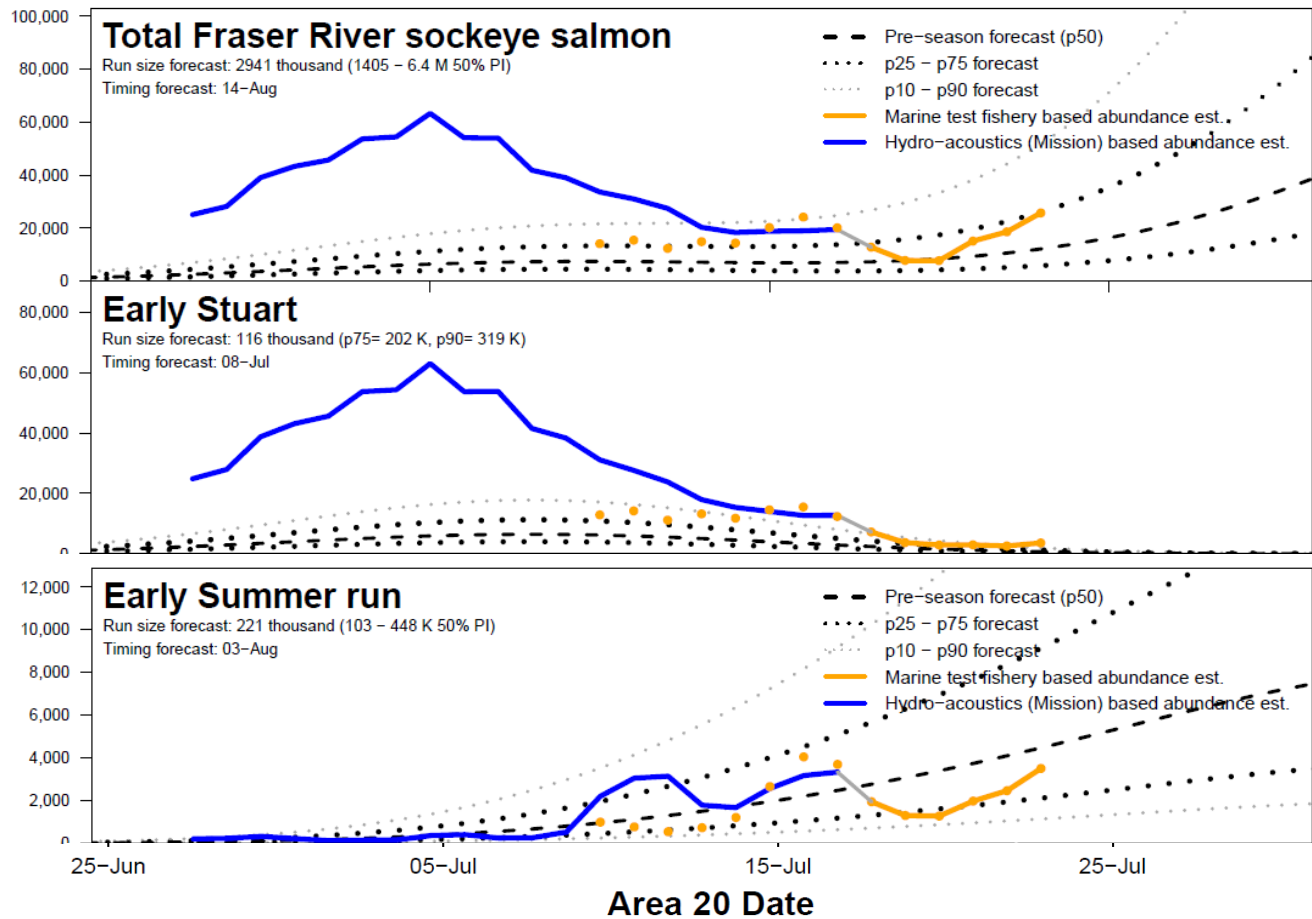 100,000
80,000
60,000
40,000
20,000
0
Total Fraser River sockeye salmon
Run size forecast: 2941 thousand (1405 − 6.4 M 50% PI)
Timing forecast: 14−Aug
Pre−season forecast (p50)
p25 − p75 forecast
p10 − p90 forecast
Marine test fishery based abundance est.
Hydro−acoustics (Mission) based abundance est.
80,000
60,000
40,000
20,000
0
Early Stuart
Run size forecast: 116 thousand (p75= 202 K, p90= 319 K)
Timing forecast: 08−Jul
12,000
10,000
8,000
6,000
4,000
2,000
0
Early Summer run
Run size forecast: 221 thousand (103 − 448 K 50% PI)
Timing forecast: 03−Aug
Pre−season forecast (p50)
p25 − p75 forecast
p10 − p90 forecast
Marine test fishery based abundance est.
Hydro−acoustics (Mission) based abundance est.
25−Jun 05−Jul 15−Jul 25−Jul
Area 20 Date